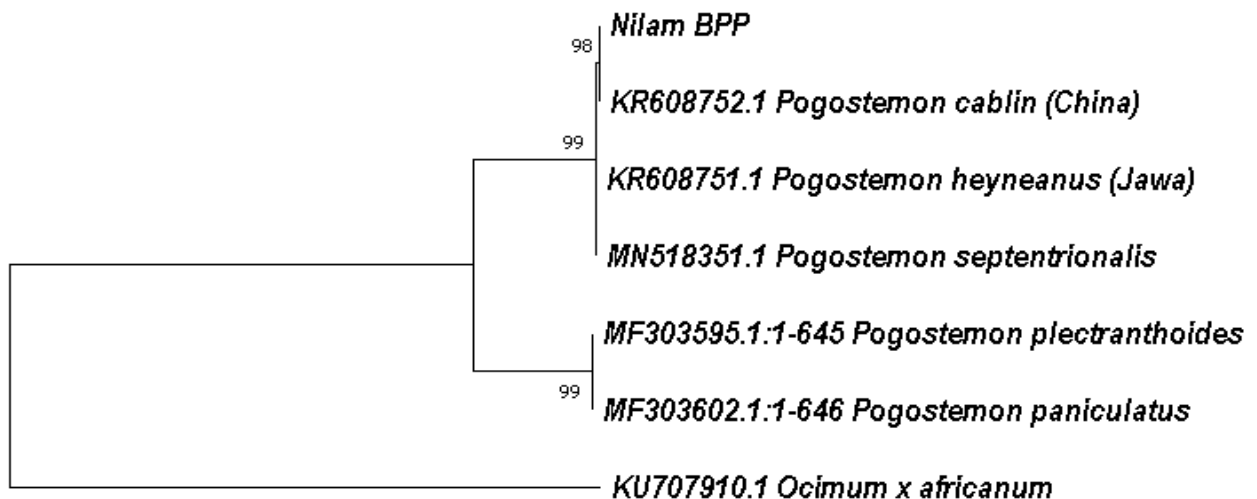 Nilam BPP
98
KR608752.1 Pogostemon cablin (China)
99
KR608751.1 Pogostemon heyneanus (Jawa)
MN518351.1 Pogostemon septentrionalis
MF303595.1:1-645 Pogostemon plectranthoides
99
MF303602.1:1-646 Pogostemon paniculatus
KU707910.1 Ocimum x africanum